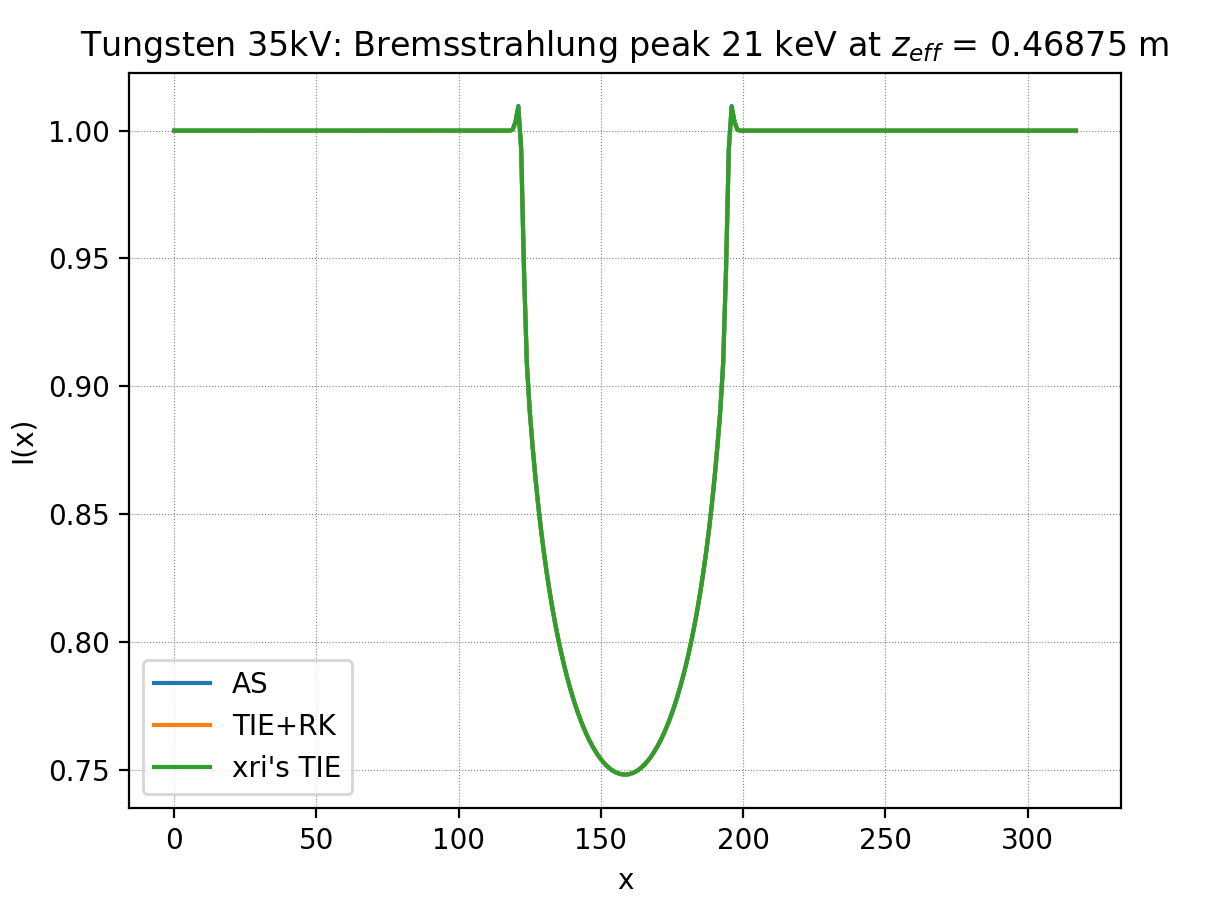 Tungsten 35kV: Bremsstrahlung peak 21 keV at z_eff = 0.46875 m
1.00
0.95
0.90
0.85
0.80
0.75
I(x)
AS
TIE+RK
xri's TIE
0 50 100 150 200 250 300
x